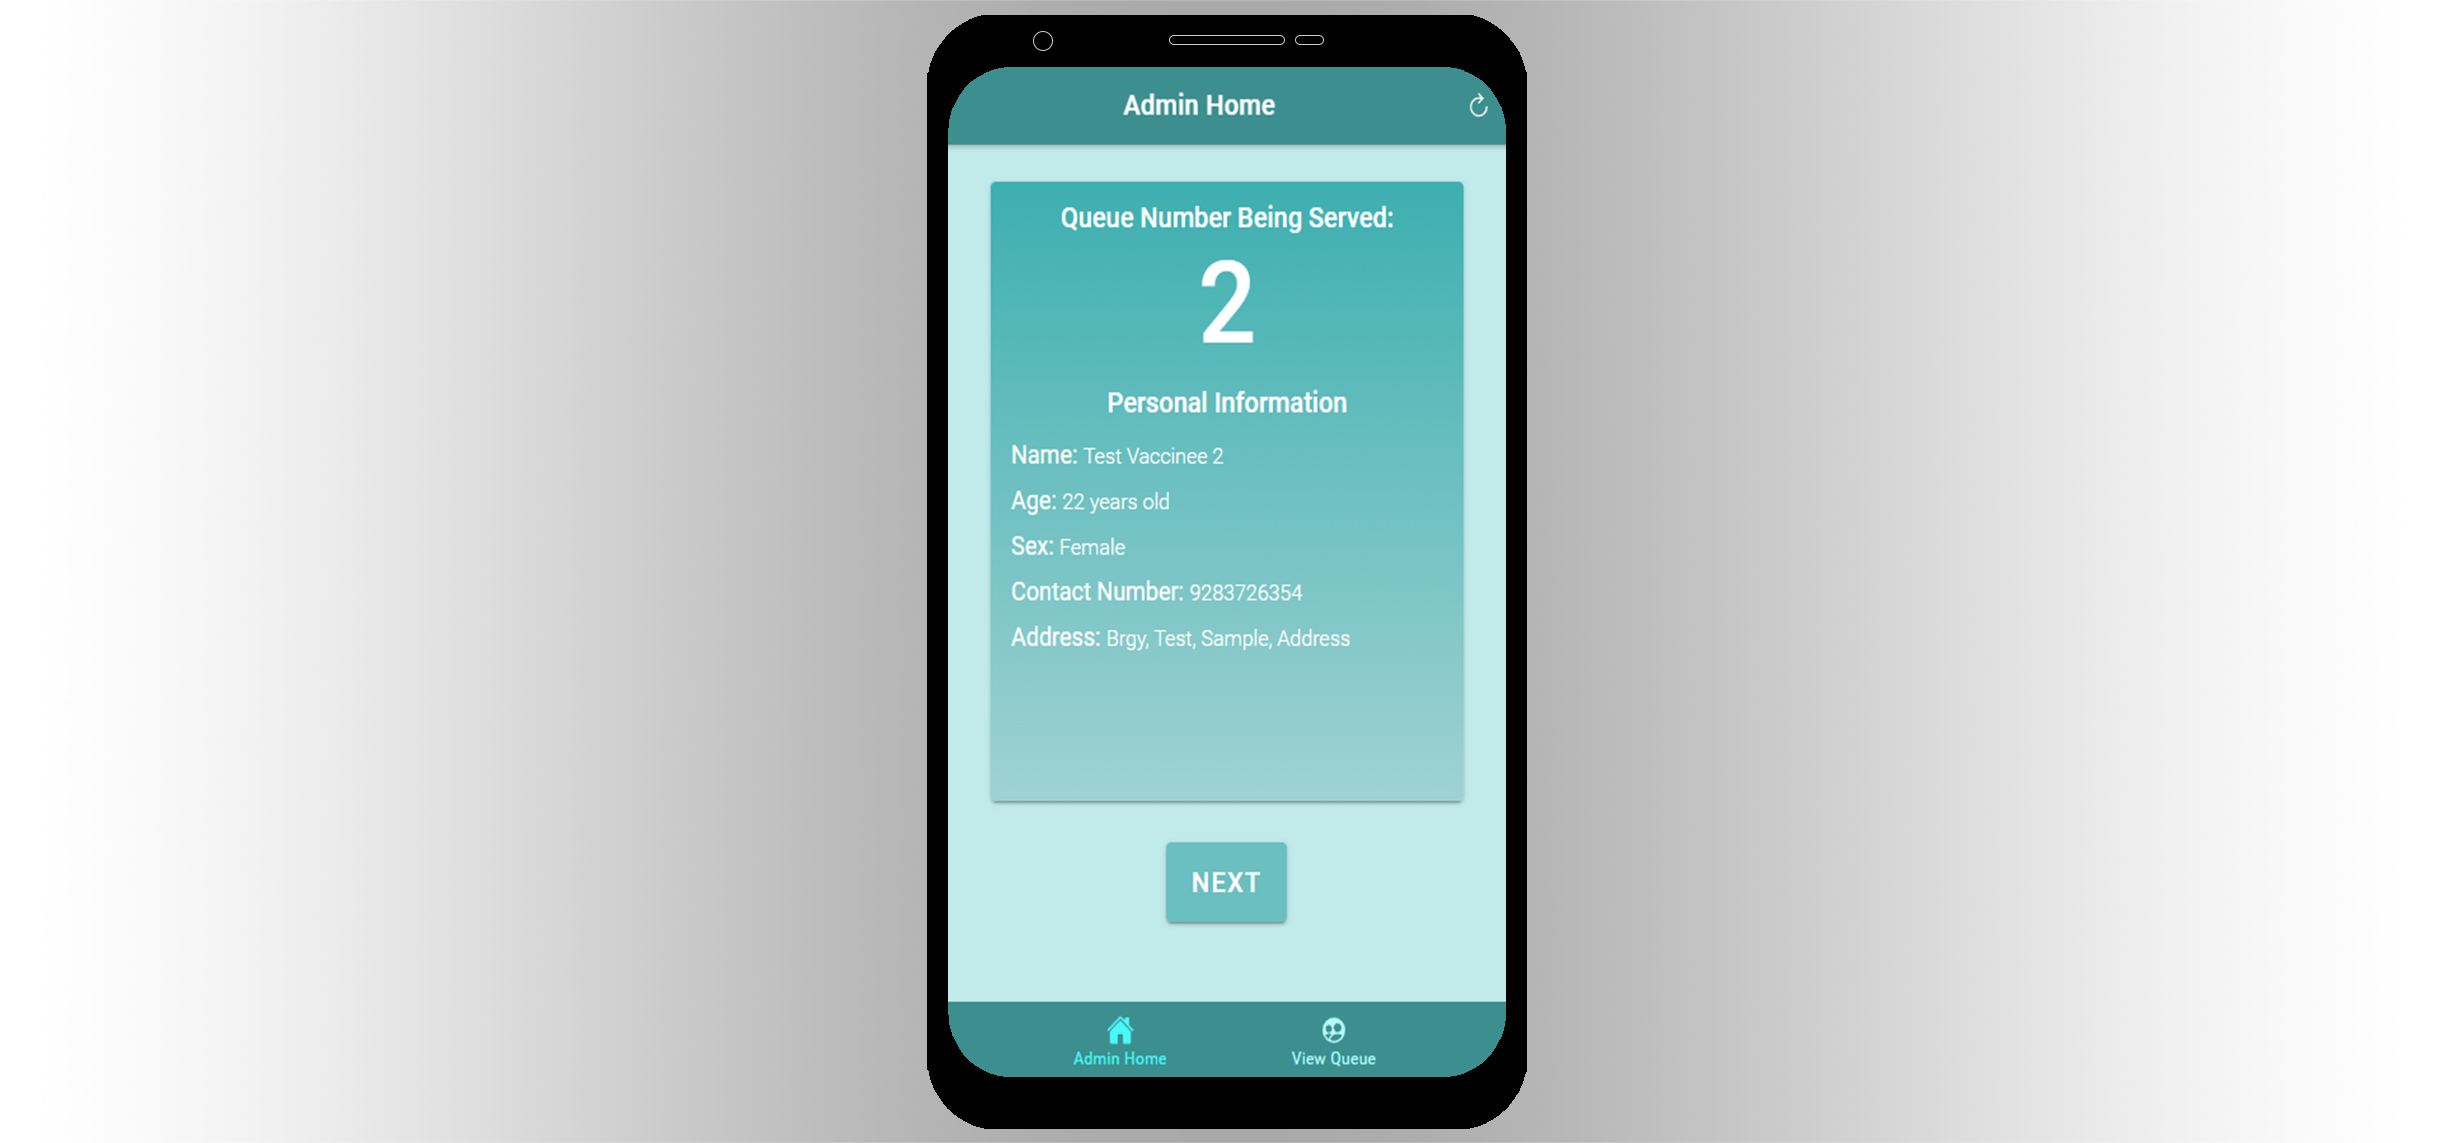 Admin Home
Queue Number Being Served:
2
Personal Information
Name: Test Vaccinee 2
Age: 22 years old
Sex: Female
Contact Number: 9283726354
Address: Brgy, Test, Sample, Address
NEXT
Admin Home
View Queue